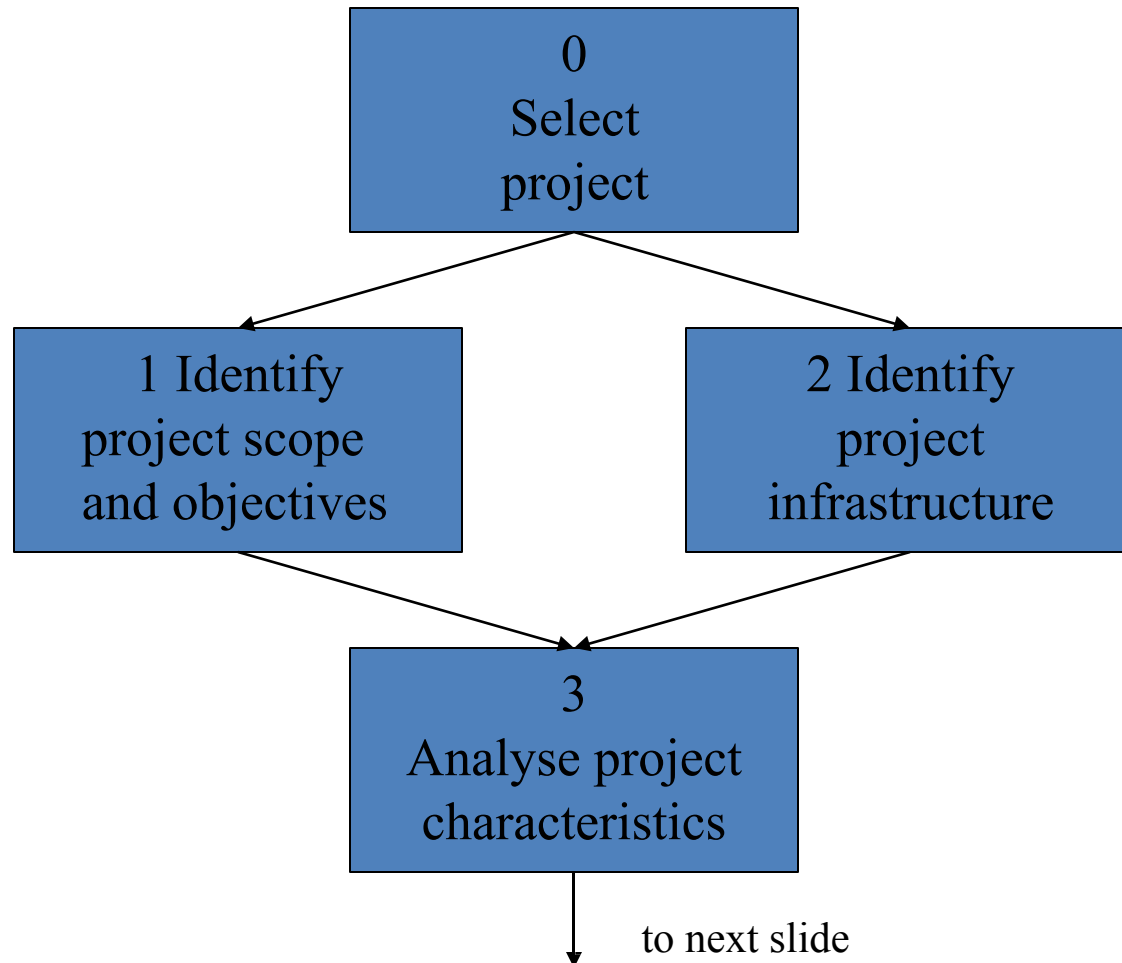 0
Select
project
1 Identify
project scope
and objectives
2 Identify
project
infrastructure
3
Analyse project
characteristics
to next slide